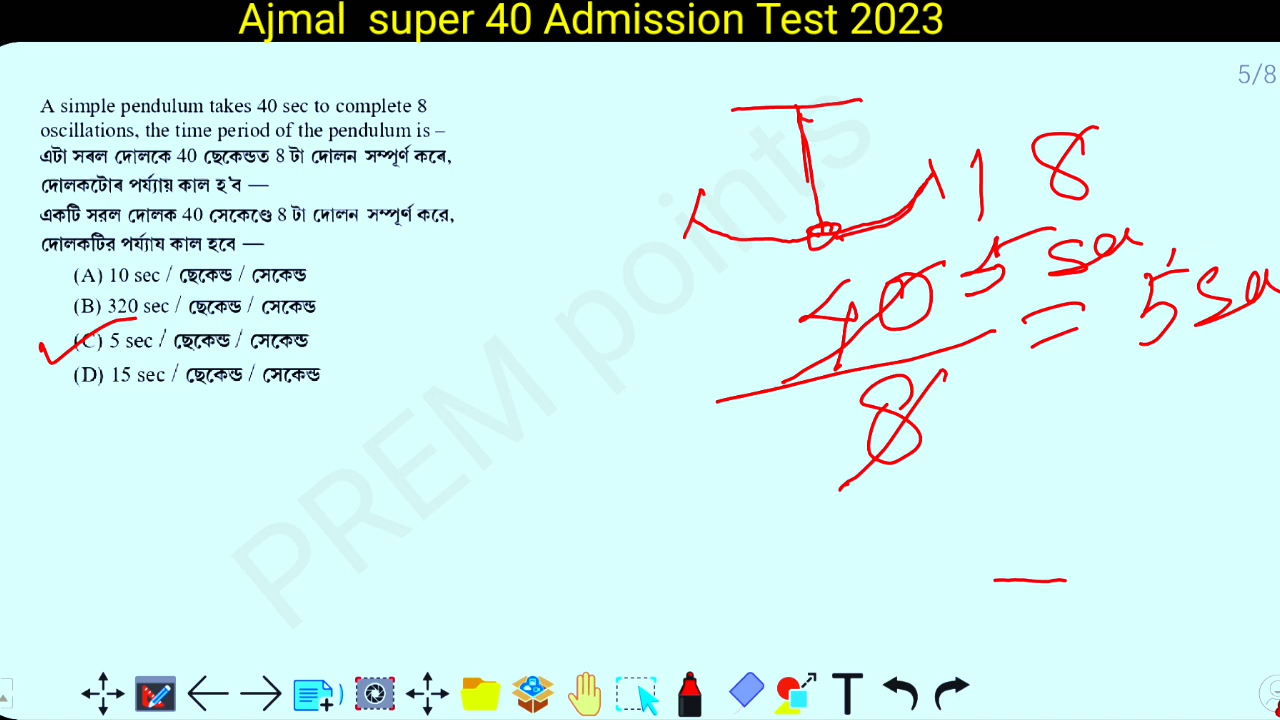 Ajmal super 40 Admission Test 2023
5/8
A simple pendulum takes 40 sec to complete 8
oscillations, the time period of the pendulum is –
এটা সৰল দোলকে 40 ছেকেন্ডত 8 টা দোলন সম্পূৰ্ণ কৰে,
দোলকটোৰ পৰ্য্যায় কাল হ'ব —
একটি সরল দোলক 40 সেকেণ্ডে 8 টা দোলন সম্পূর্ণ করে,
দোলকটির পর্য্যায কাল হবে —
(A) 10 sec / ছেকেন্ড / সেকেন্ড
(B) 320 sec / ছেকেন্ড / সেকেন্ড
(C) 5 sec / ছেকেন্ড / সেকেন্ড
(D) 15 sec / ছেকেন্ড / সেকেন্ড
1 8
5 sec
40
= 5 sec
8
PREM points
T